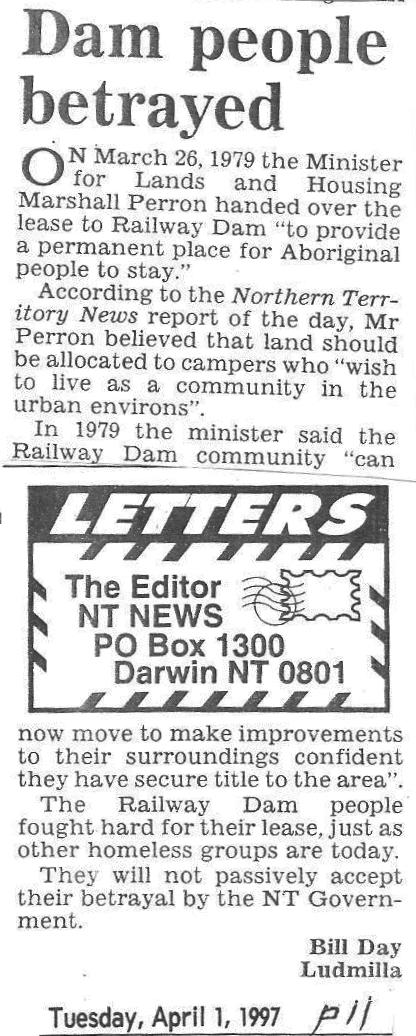 Dam people
betrayed
ON March 26, 1979 the Minister
for Lands and Housing
Marshall Perron handed over the
lease to Railway Dam “to provide
a permanent place for Aboriginal
people to stay.”
According to the Northern Terr-
itory News report of the day, Mr
Perron believed that land should
be allocated to campers who “wish
to live as a community in the
urban environs”.
In 1979 the minister said the
Railway Dam community “can
LETTERS
The Editor
NT NEWS
PO Box 1300
Darwin NT 0801
now move to make improvements
to their surroundings confident
they have secure title to the area”.
The Railway Dam people
fought hard for their lease, just as
other homeless groups are today.
They will not passively accept
their betrayal by the NT Govern-
ment.
Bill Day
Ludmilla
Tuesday, April 1, 1997 p11